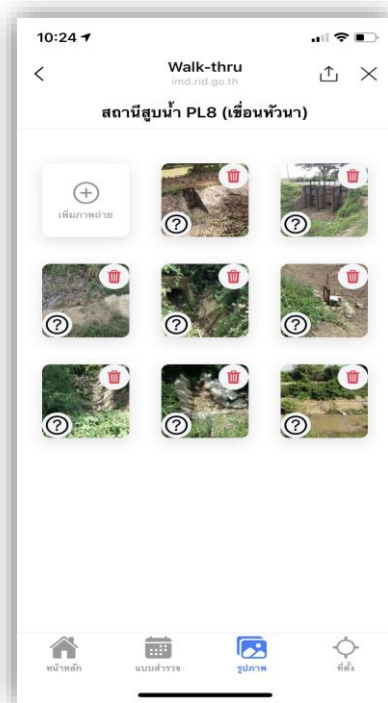 10:24
Walk-thru
imd.rid.go.th
สถานีสูบน้ำ PL8 (เขื่อนหัวนา)
เพิ่มภาพถ่าย
?
?
?
?
?
?
?
?
หน้าหลัก
แบบสำรวจ
รูปภาพ
ที่ตั้ง